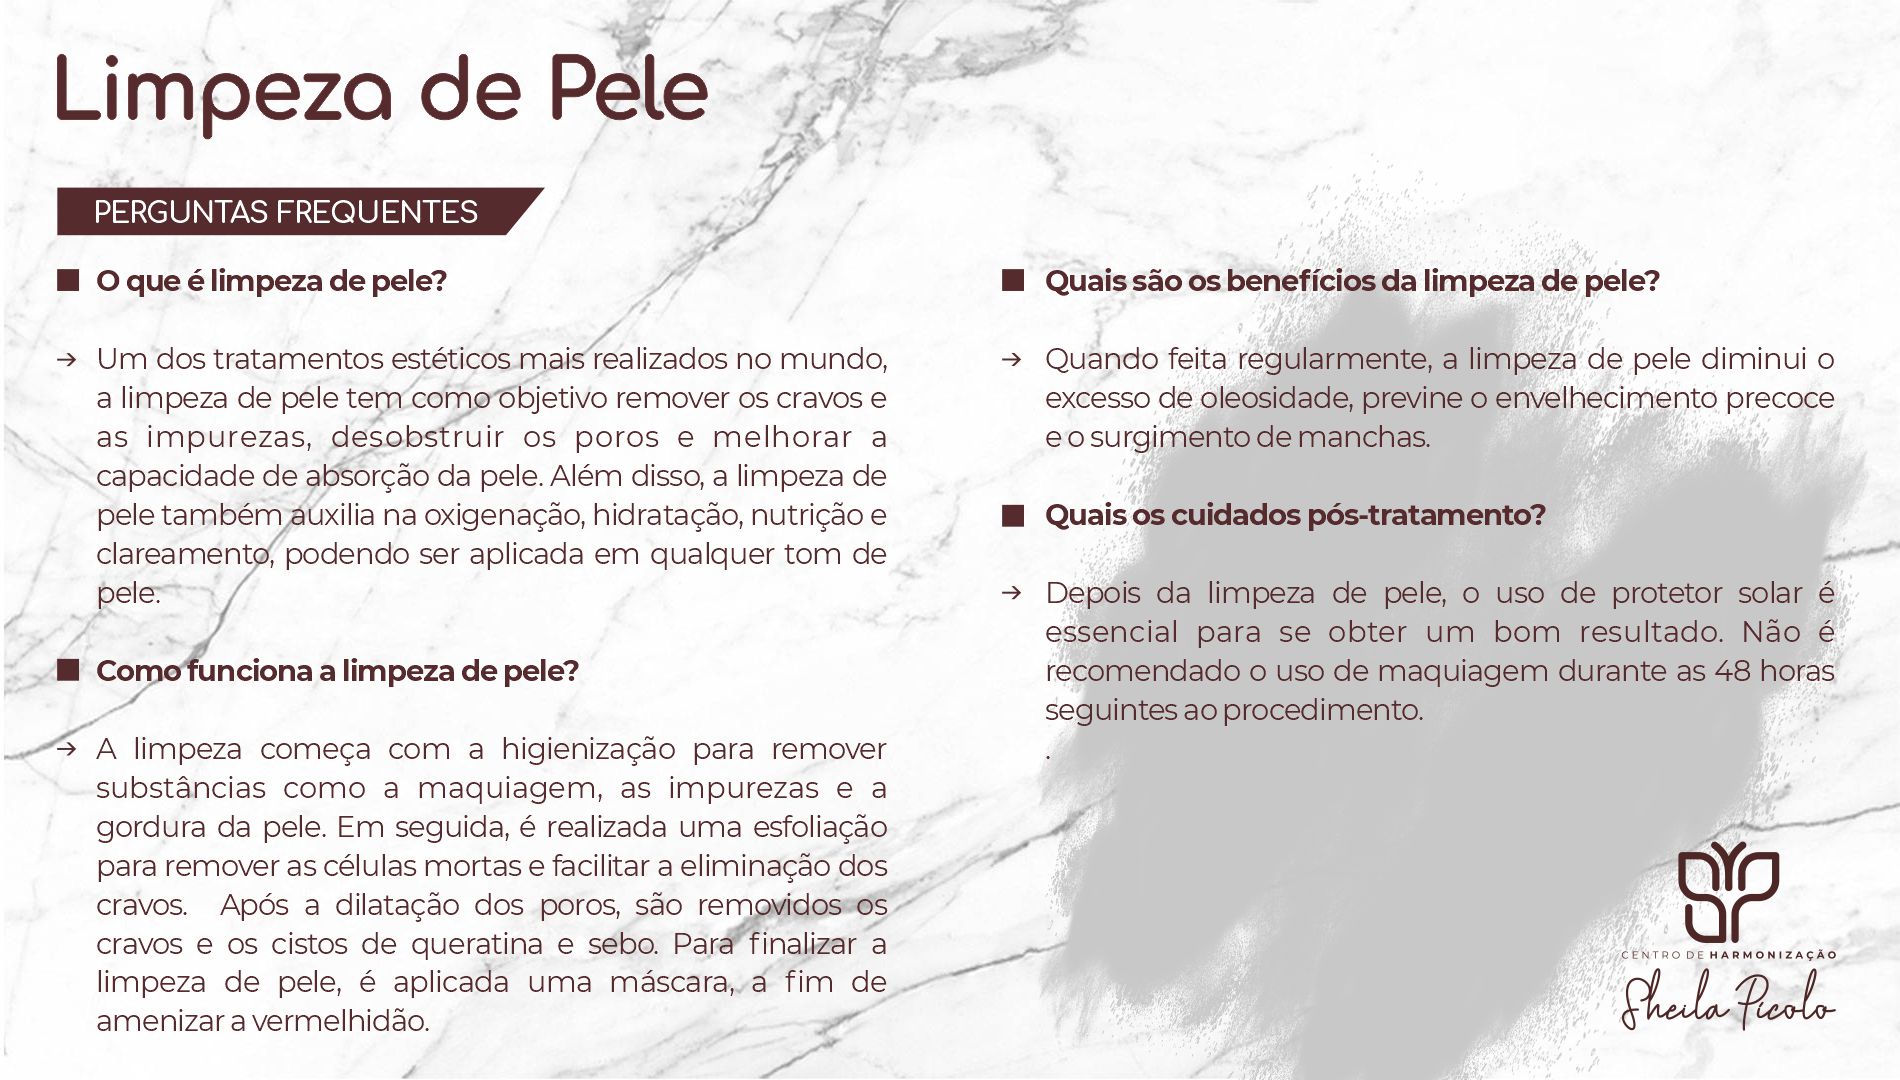 Limpeza de Pele
PERGUNTAS FREQUENTES
O que é limpeza de pele?
Um dos tratamentos estéticos mais realizados no mundo,
a limpeza de pele tem como objetivo remover os cravos e
as impurezas, desobstruir os poros e melhorar a
capacidade de absorção da pele. Além disso, a limpeza de
pele também auxilia na oxigenação, hidratação, nutrição e
clareamento, podendo ser aplicada em qualquer tom de
pele.
Como funciona a limpeza de pele?
A limpeza começa com a higienização para remover
substâncias como a maquiagem, as impurezas e a
gordura da pele. Em seguida, é realizada uma esfoliação
para remover as células mortas e facilitar a eliminação dos
cravos. Após a dilatação dos poros, são removidos os
cravos e os cistos de queratina e sebo. Para finalizar a
limpeza de pele, é aplicada uma máscara, a fim de
amenizar a vermelhidão.
Quais são os benefícios da limpeza de pele?
Quando feita regularmente, a limpeza de pele diminui o
excesso de oleosidade, previne o envelhecimento precoce
e o surgimento de manchas.
Quais os cuidados pós-tratamento?
Depois da limpeza de pele, o uso de protetor solar é
essencial para se obter um bom resultado. Não é
recomendado o uso de maquiagem durante as 48 horas
seguintes ao procedimento.
.
CENTRO DE HARMONIZAÇÃO
Sheila Picolo